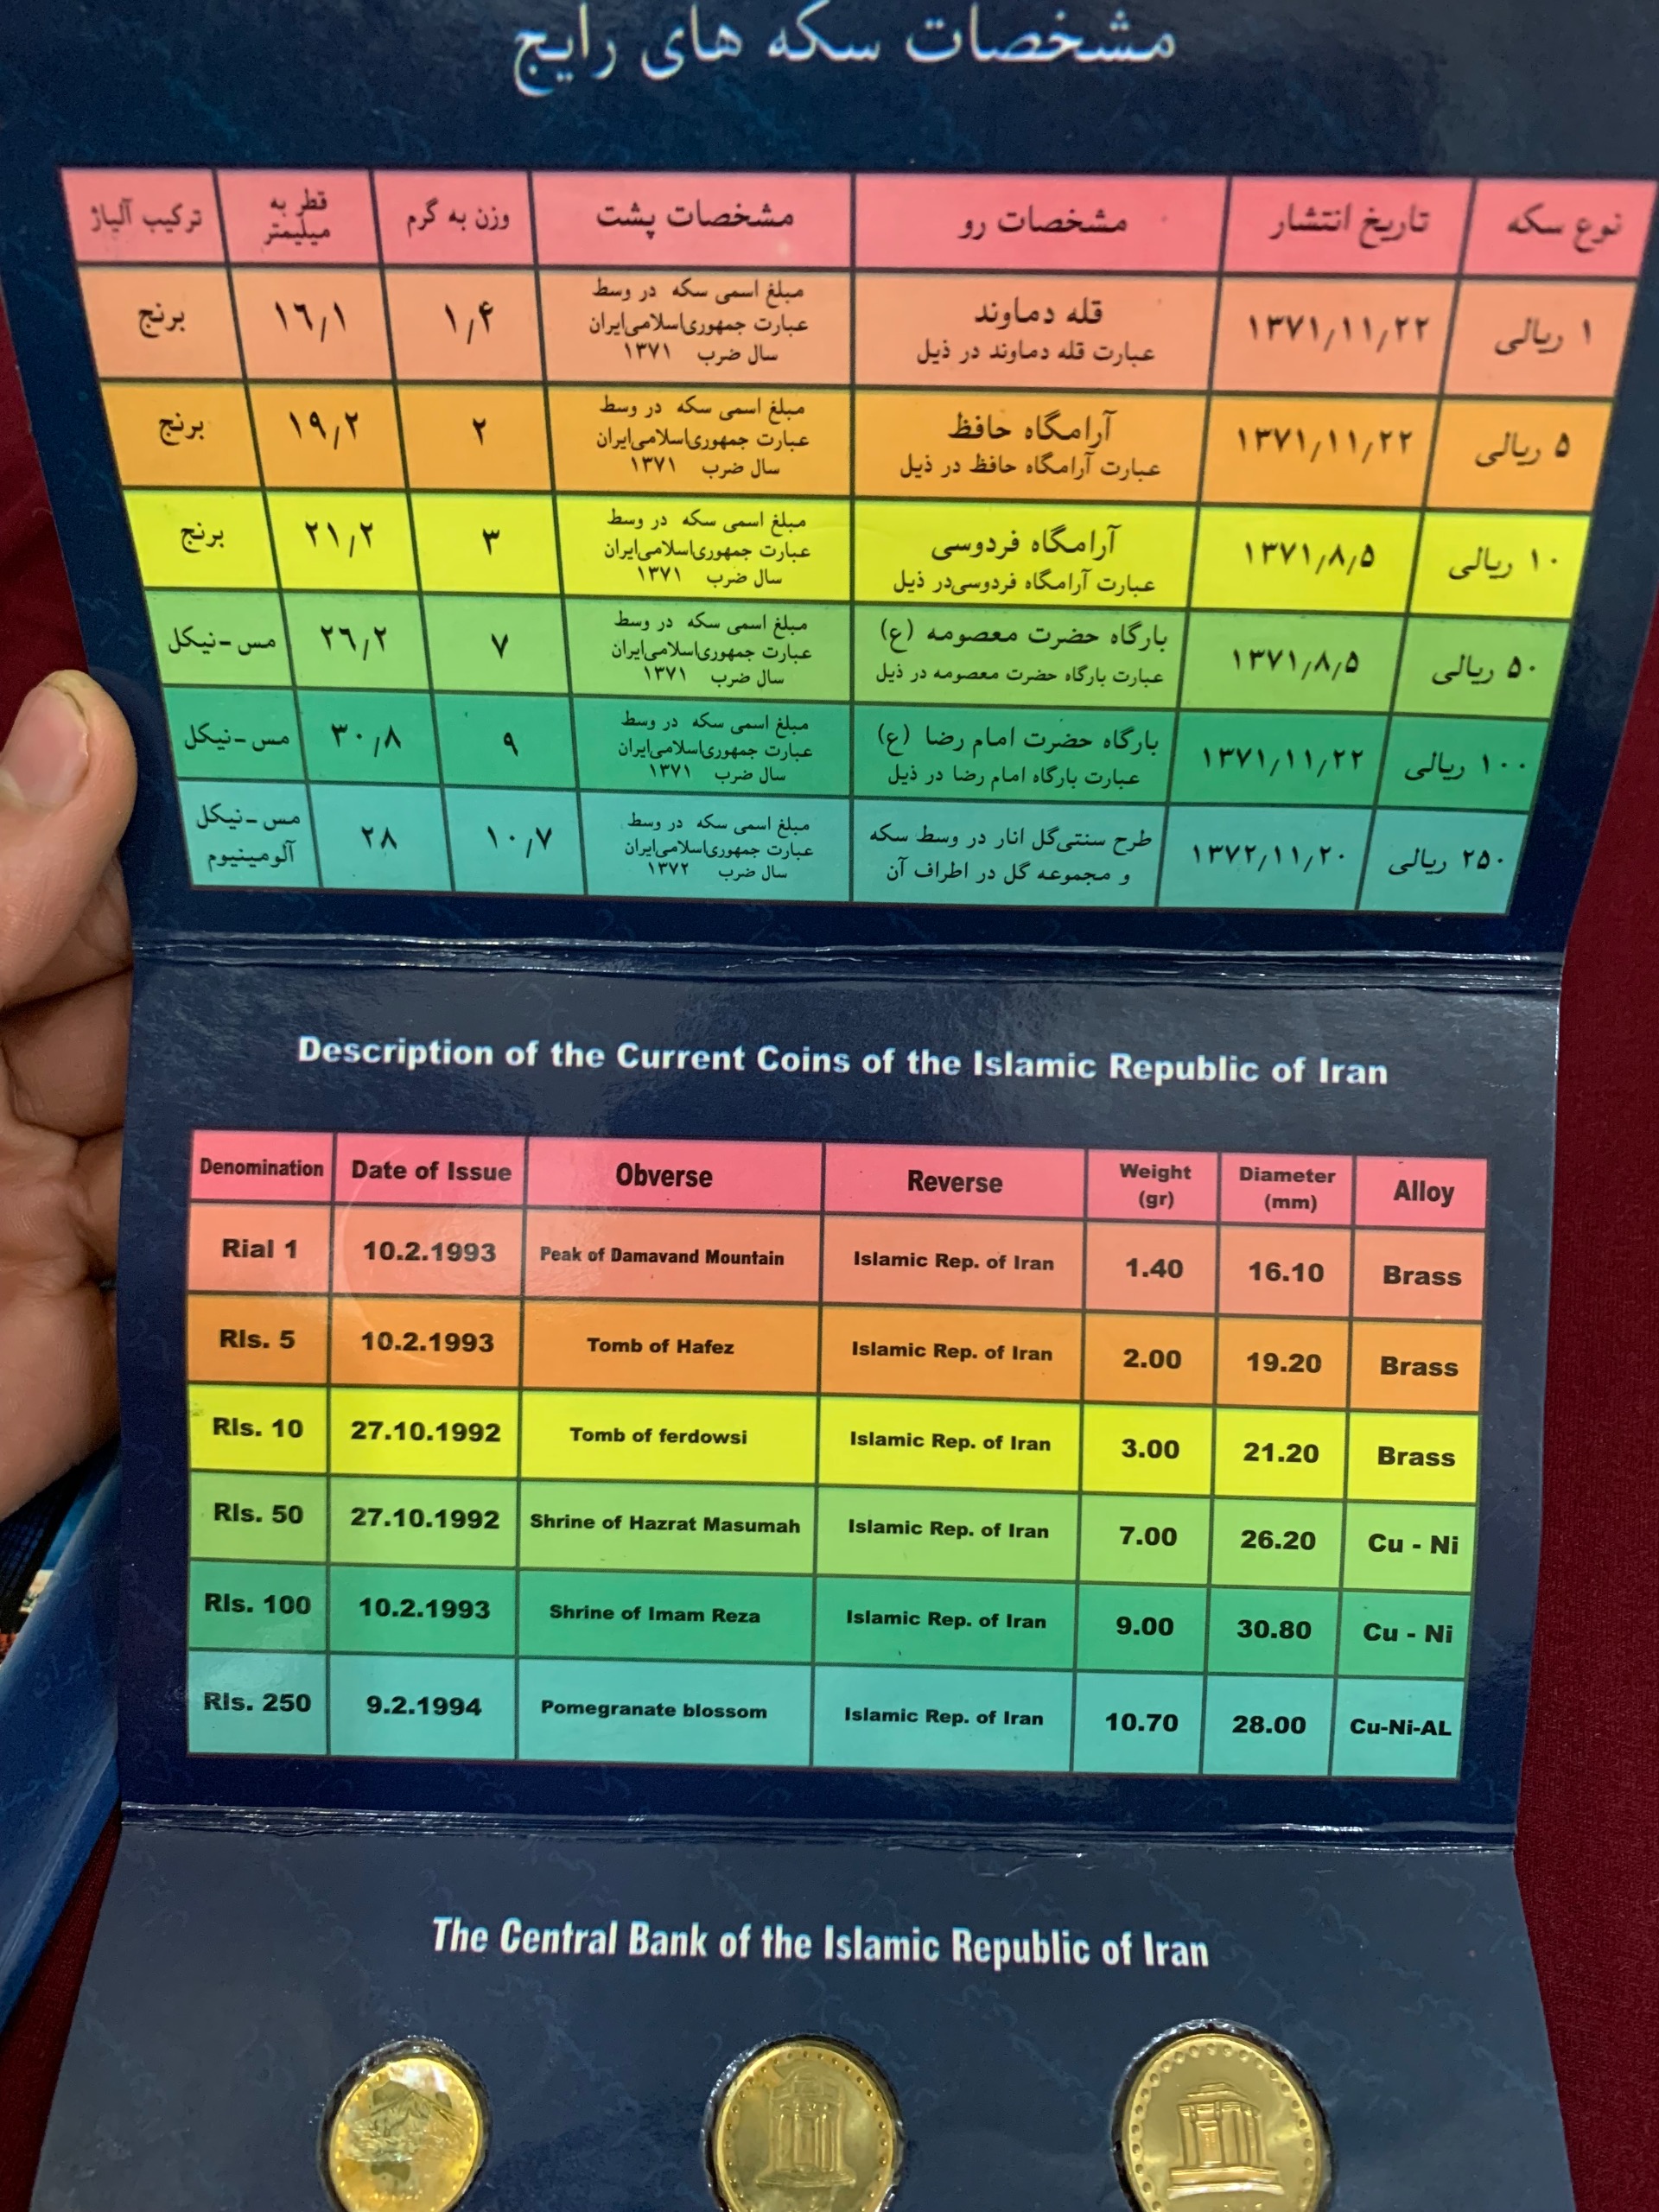 مشخصات سکه های رایج
نوع سکه
تاریخ انتشار
مشخصات رو
مشخصات پشت
وزن به گرم
قطر به
میلیمتر
ترکیب آلیاژ
۱ ریالی
۱۳۷۱٫۱۱٫۲۲
قله دماوند
عبارت قله دماوند در ذیل
مبلغ اسمی سکه در وسط
عبارت جمهوری‌اسلامی‌ایران
سال ضرب ۱۳۷۱
۱٫۴
۱۶٫۱
برنج
۵ ریالی
۱۳۷۱٫۱۱٫۲۲
آرامگاه حافظ
عبارت آرامگاه حافظ در ذیل
مبلغ اسمی سکه در وسط
عبارت جمهوری‌اسلامی‌ایران
سال ضرب ۱۳۷۱
۲
۱۹٫۲
برنج
۱۰ ریالی
۱۳۷۱٫۸٫۵
آرامگاه فردوسی
عبارت آرامگاه فردوسی‌در ذیل
مبلغ اسمی سکه در وسط
عبارت جمهوری‌اسلامی‌ایران
سال ضرب ۱۳۷۱
۳
۲۱٫۲
برنج
۵۰ ریالی
۱۳۷۱٫۸٫۵
بارگاه حضرت معصومه (ع)
عبارت بارگاه حضرت معصومه در ذیل
مبلغ اسمی سکه در وسط
عبارت جمهوری‌اسلامی‌ایران
سال ضرب ۱۳۷۱
۷
۲۶٫۲
مس-نیکل
۱۰۰ ریالی
۱۳۷۱٫۱۱٫۲۲
بارگاه حضرت امام رضا (ع)
عبارت بارگاه امام رضا در ذیل
مبلغ اسمی سکه در وسط
عبارت جمهوری‌اسلامی‌ایران
سال ضرب ۱۳۷۱
۹
۳۰٫۸
مس-نیکل
۲۵۰ ریالی
۱۳۷۲٫۱۱٫۲۰
طرح سنتی‌گل انار در وسط سکه
و مجموعه گل در اطراف آن
مبلغ اسمی سکه در وسط
عبارت جمهوری‌اسلامی‌ایران
سال ضرب ۱۳۷۲
۱۰٫۷
۲۸
مس-نیکل
آلومینیوم
Description of the Current Coins of the Islamic Republic of Iran
Denomination
Date of Issue
Obverse
Reverse
Weight
(gr)
Diameter
(mm)
Alloy
Rial 1
10.2.1993
Peak of Damavand Mountain
Islamic Rep. of Iran
1.40
16.10
Brass
Rls. 5
10.2.1993
Tomb of Hafez
Islamic Rep. of Iran
2.00
19.20
Brass
Rls. 10
27.10.1992
Tomb of ferdowsi
Islamic Rep. of Iran
3.00
21.20
Brass
Rls. 50
27.10.1992
Shrine of Hazrat Masumah
Islamic Rep. of Iran
7.00
26.20
Cu - Ni
Rls. 100
10.2.1993
Shrine of Imam Reza
Islamic Rep. of Iran
9.00
30.80
Cu - Ni
Rls. 250
9.2.1994
Pomegranate blossom
Islamic Rep. of Iran
10.70
28.00
Cu-Ni-AL
The Central Bank of the Islamic Republic of Iran